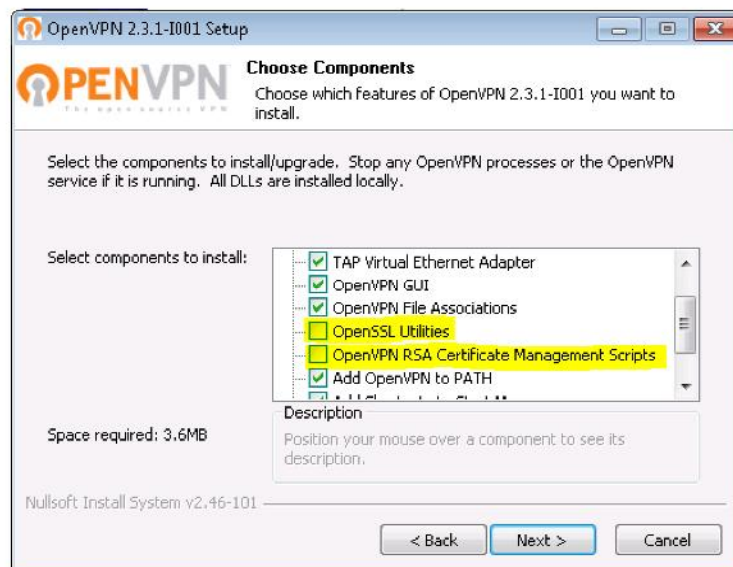 OpenVPN 2.3.1-I001 Setup
OPENVPN
The open source VPN
Choose Components
Choose which features of OpenVPN 2.3.1-I001 you want to
install.
Select the components to install/upgrade. Stop any OpenVPN processes or the OpenVPN
service if it is running. All DLLs are installed locally.
Select components to install:
TAP Virtual Ethernet Adapter
OpenVPN GUI
OpenVPN File Associations
OpenSSL Utilities
OpenVPN RSA Certificate Management Scripts
Add OpenVPN to PATH
Space required: 3.6MB
Description
Position your mouse over a component to see its
description.
Nullsoft Install System v2.46-101
< Back
Next >
Cancel